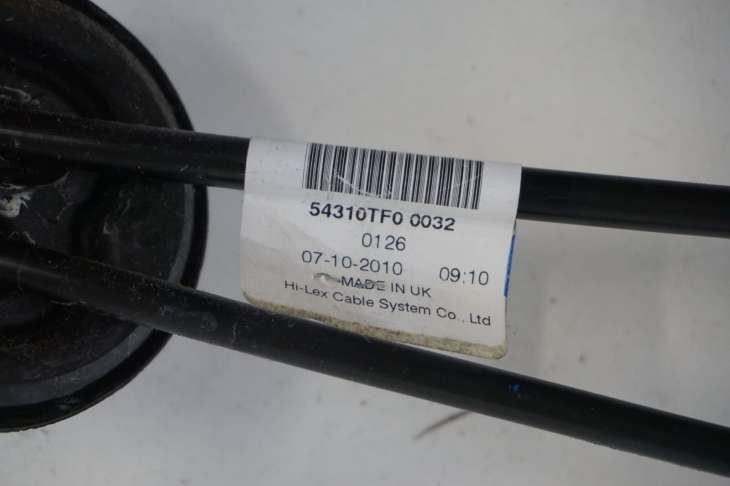 54310TF0 0032
0126
07-10-2010 09:10
MADE IN UK
Hi-Lex Cable System Co., Ltd